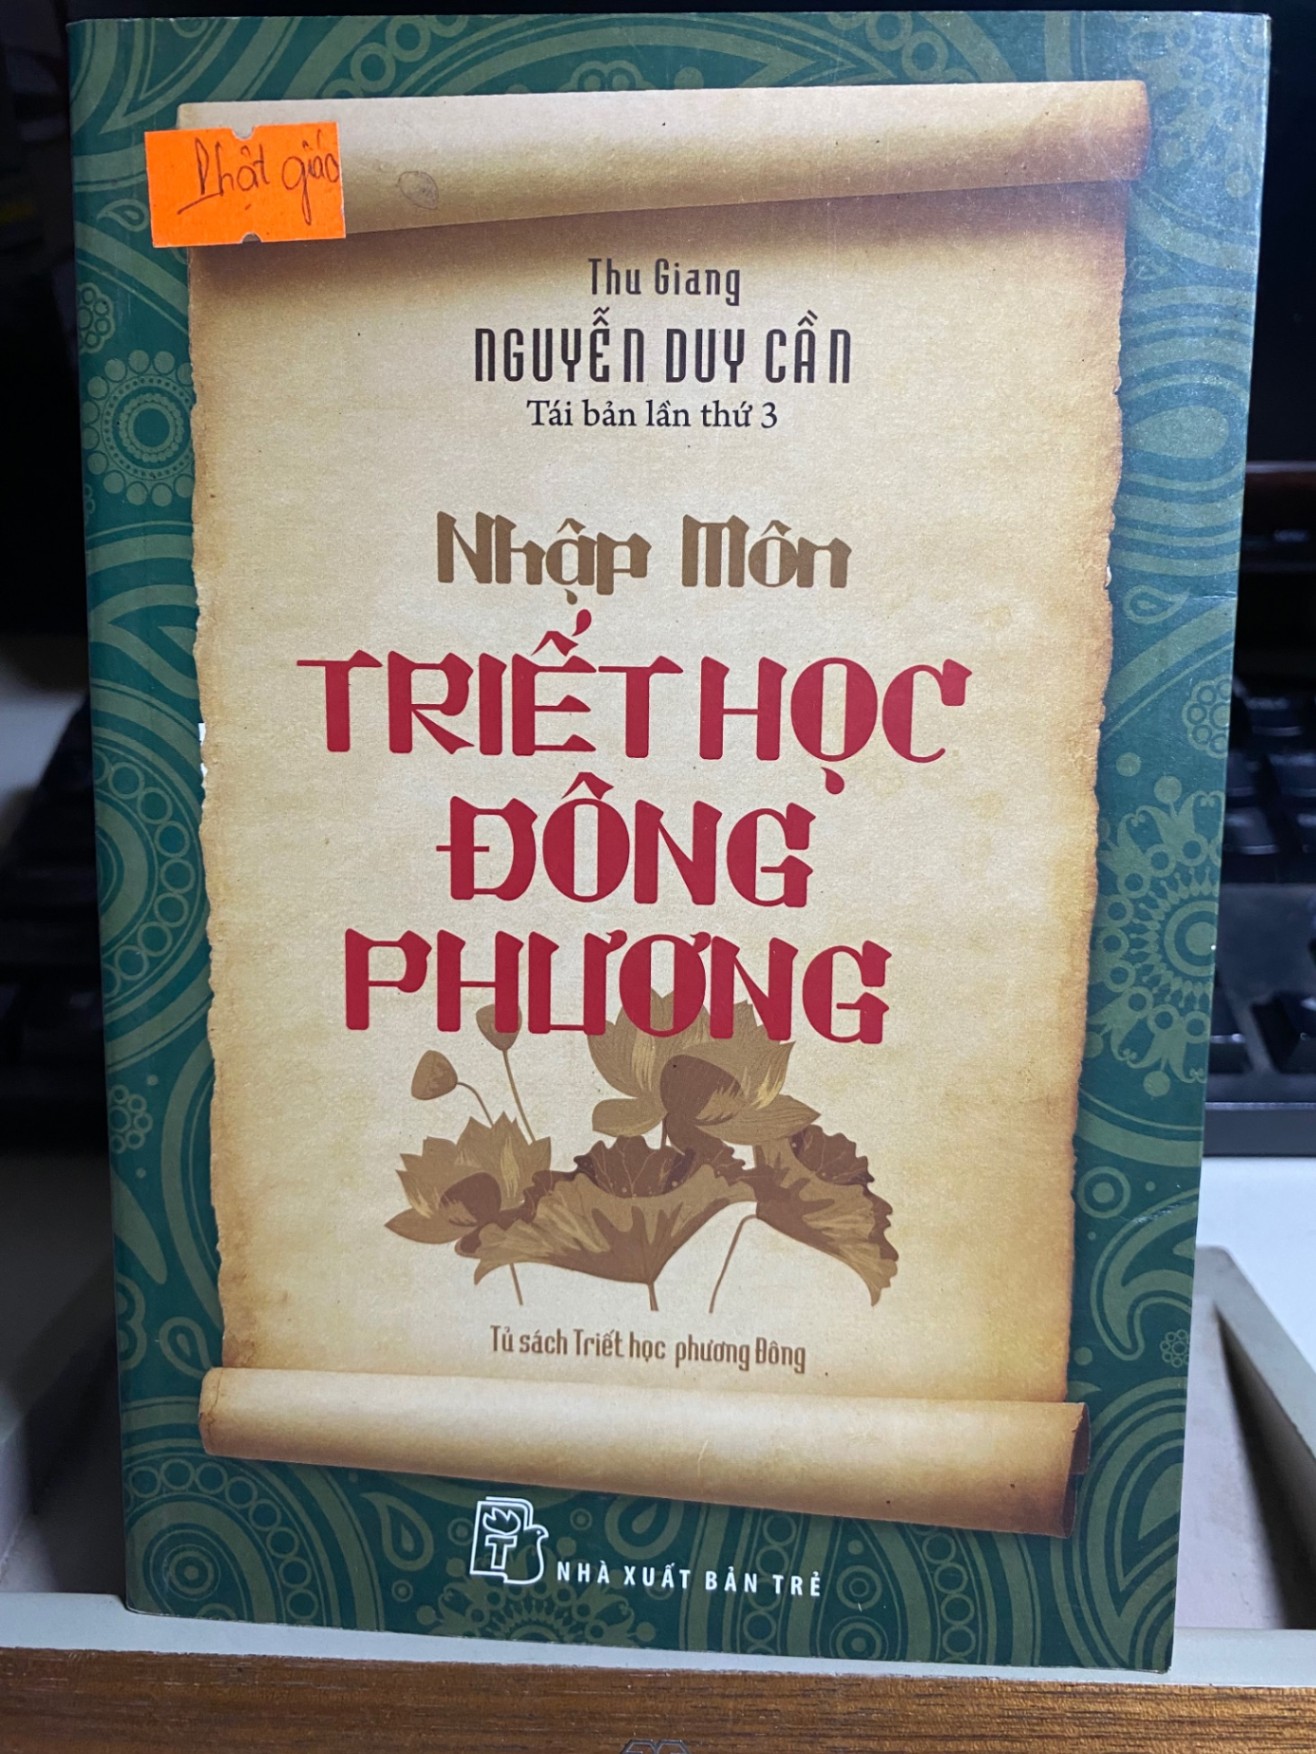 Phật giáo
Thu Giang
NGUYỄN DUY CẦN
Tái bản lần thứ 3
Nhập Môn
TRIẾT HỌC
ĐÔNG
PHƯƠNG
Tủ sách Triết học phương Đông
NHÀ XUẤT BẢN TRẺ